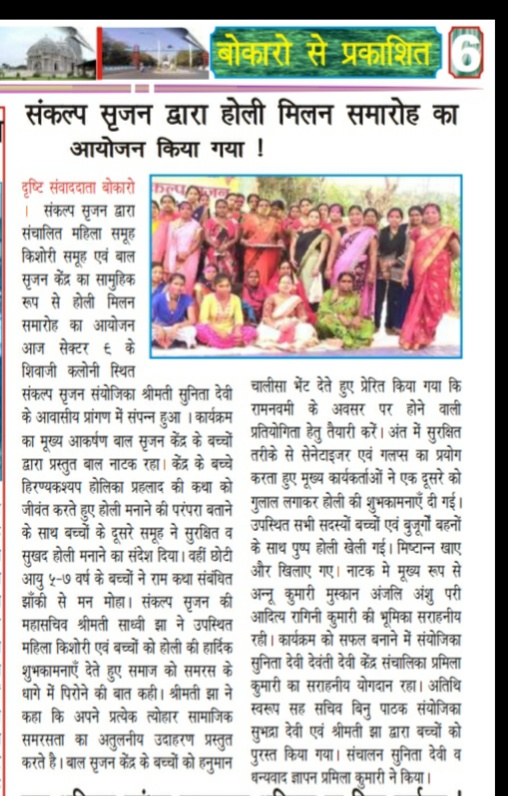 बोकारो से प्रकाशित
6
संकल्प सृजन द्वारा होली मिलन समारोह का
आयोजन किया गया !
दृष्टि संवाददाता बोकारो
। संकल्प सृजन द्वारा
संचालित महिला समूह
किशोरी समूह एवं बाल
सृजन केंद्र का सामुहिक
रूप से होली मिलन
समारोह का आयोजन
आज सेक्टर ९ के
शिवाजी कलोनी स्थित
संकल्प सृजन संयोजिका श्रीमती सुनिता देवी
के आवासीय प्रांगण में संपन्न हुआ । कार्यक्रम
का मुख्य आकर्षण बाल सृजन केंद्र के बच्चों
द्वारा प्रस्तुत बाल नाटक रहा। केंद्र के बच्चे
हिरण्यकश्यप होलिका प्रहलाद की कथा को
जीवंत करते हुए होली मनाने की परंपरा बताने
के साथ बच्चों के दूसरे समूह ने सुरक्षित व
सुखद होली मनाने का संदेश दिया। वहीं छोटी
आयु ५-७ वर्ष के बच्चों ने राम कथा संबंधित
झाँकी से मन मोहा। संकल्प सृजन की
महासचिव श्रीमती साध्वी झा ने उपस्थित
महिला किशोरी एवं बच्चों को होली की हार्दिक
शुभकामनाएँ देते हुए समाज को समरस के
धागे में पिरोने की बात कही। श्रीमती झा ने
कहा कि अपने प्रत्येक त्योहार सामाजिक
समरसता का अतुलनीय उदाहरण प्रस्तुत
करते है। बाल सृजन केंद्र के बच्चों को हनुमान
चालीसा भेंट देते हुए प्रेरित किया गया कि
रामनवमी के अवसर पर होने वाली
प्रतियोगिता हेतु तैयारी करें। अंत में सुरक्षित
तरीके से सेनेटाइजर एवं गलप्स का प्रयोग
करता हुए मुख्य कार्यकर्ताओं ने एक दूसरे को
गुलाल लगाकर होली की शुभकामनाएँ दी गई।
उपस्थित सभी सदस्यों बच्चों एवं बुजूर्गों बहनों
के साथ पुष्प होली खेली गई। मिष्टान्न खाए
और खिलाए गए। नाटक मे मूख्य रूप से
अन्नू कुमारी मुस्कान अंजलि अंशु परी
आदित्य रागिनी कुमारी की भूमिका सराहनीय
रही। कार्यक्रम को सफल बनाने में संयोजिका
सुनिता देवी देवंती देवी केंद्र संचालिका प्रमिला
कुमारी का सराहनीय योगदान रहा। अतिथि
स्वरूप सह सचिव बिनु पाठक संयोजिका
सुभद्रा देवी एवं श्रीमती झा द्वारा बच्चों को
पुरस्त किया गया। संचालन सुनिता देवी व
धन्यवाद ज्ञापन प्रमिला कुमारी ने किया।